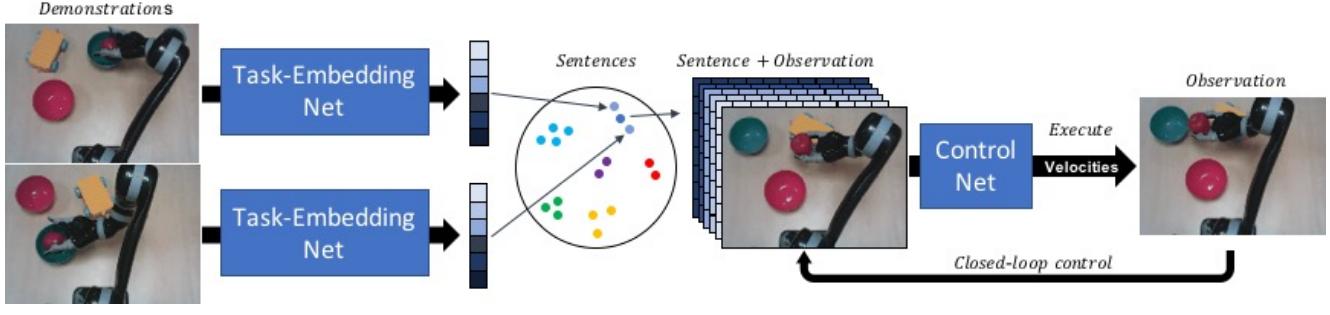 Demonstrations
Task-Embedding
Net
Task-Embedding
Net
Sentences
Sentence + Observation
Control
Net
Execute
Velocities
Observation
Closed-loop control